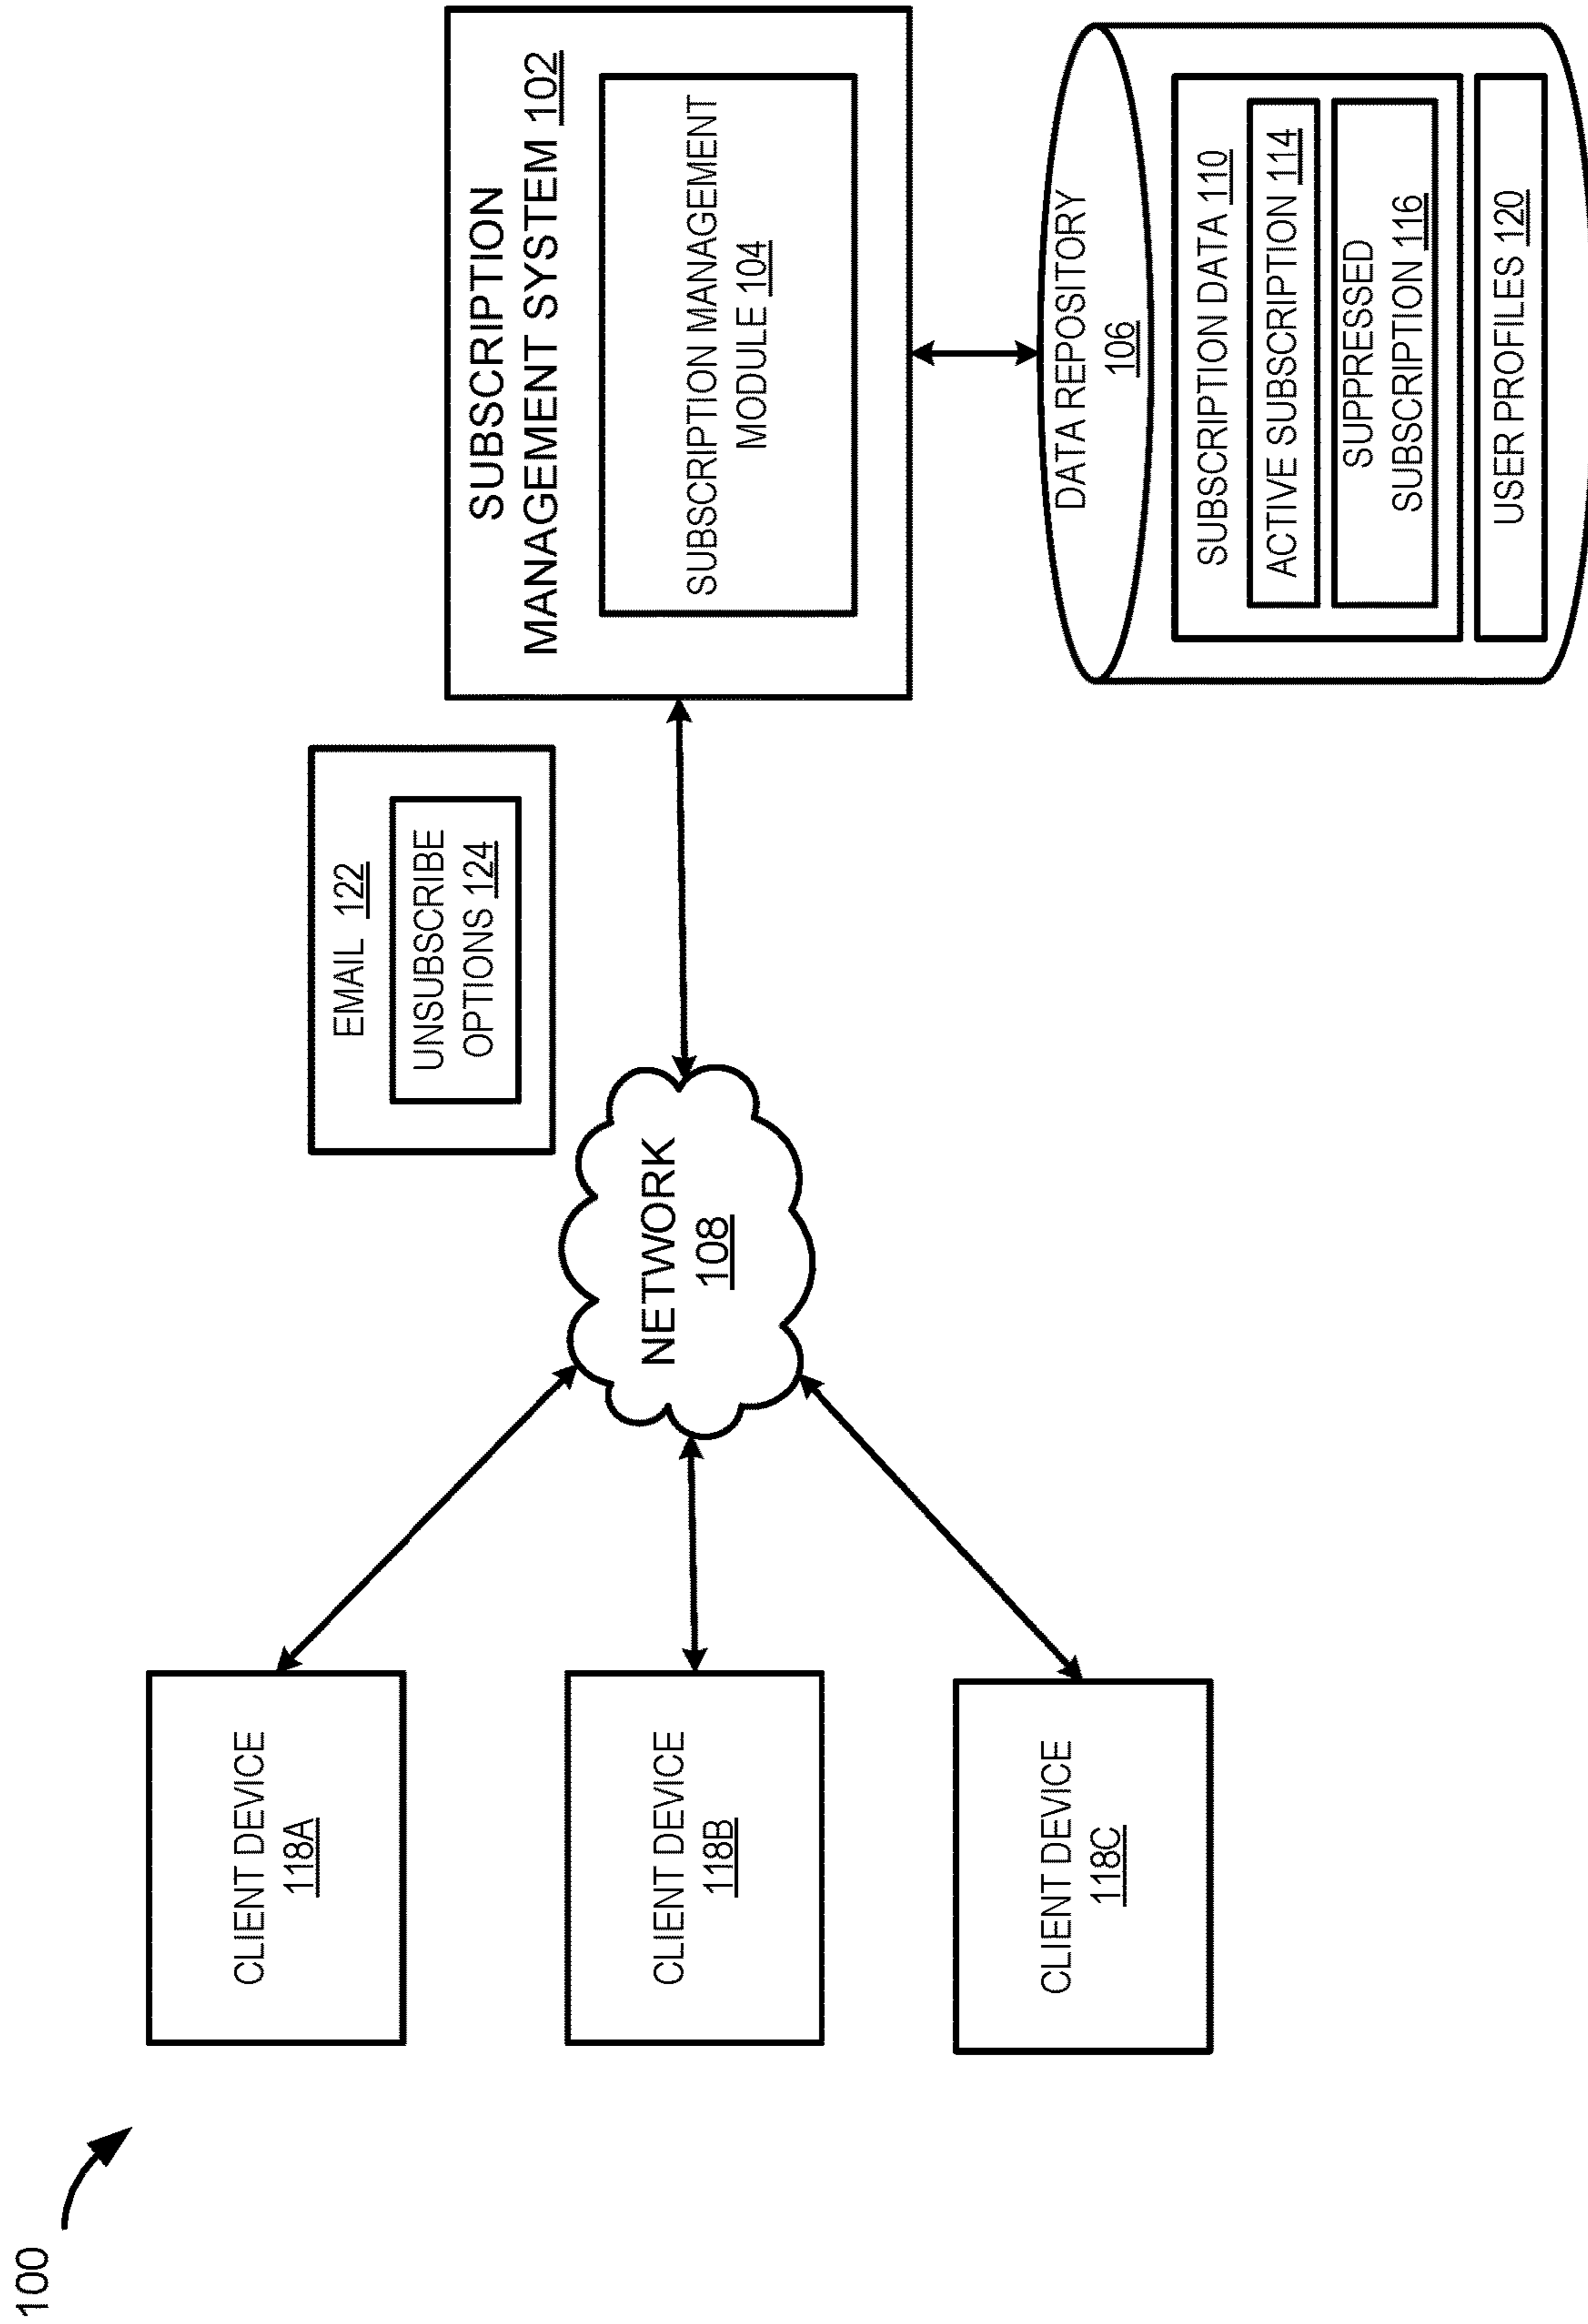 100
CLIENT DEVICE
118A
CLIENT DEVICE
118B
CLIENT DEVICE
118C
NETWORK
108
EMAIL 122
UNSUBSCRIBE
OPTIONS 124
SUBSCRIPTION
MANAGEMENT SYSTEM 102
SUBSCRIPTION MANAGEMENT
MODULE 104
DATA REPOSITORY
106
SUBSCRIPTION DATA 110
ACTIVE SUBSCRIPTION 114
SUPPRESSED
SUBSCRIPTION 116
USER PROFILES 120